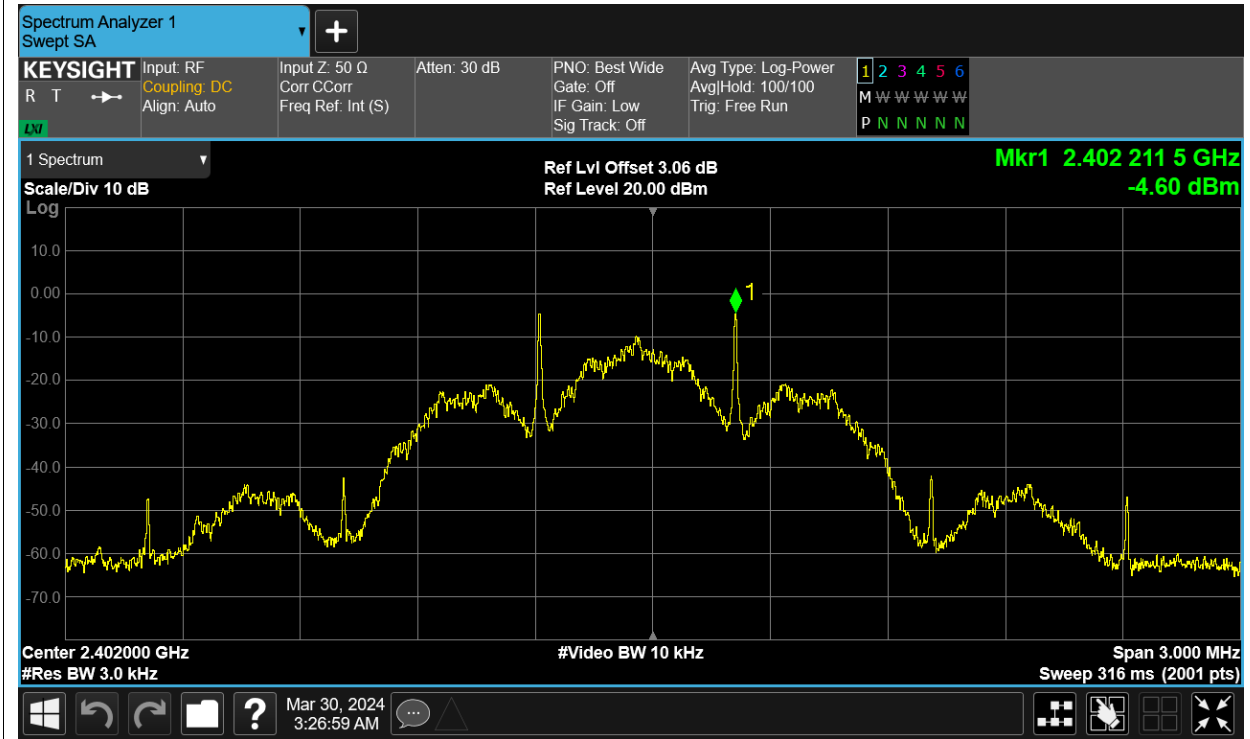 Spectrum Analyzer 1
Swept SA
+
KEYSIGHT
R T
LXI
Input: RF
Coupling: DC
Align: Auto
Input Z: 50 Ω
Corr CCorr
Freq Ref: Int (S)
Atten: 30 dB
PNO: Best Wide
Gate: Off
IF Gain: Low
Sig Track: Off
Avg Type: Log-Power
Avg|Hold: 100/100
Trig: Free Run
1 2 3 4 5 6
M W W W W W
P N N N N N
1 Spectrum
Scale/Div 10 dB
Log
Ref Lvl Offset 3.06 dB
Ref Level 20.00 dBm
Mkr1 2.402 211 5 GHz
-4.60 dBm
10.0
0.00
-10.0
-20.0
-30.0
-40.0
-50.0
-60.0
-70.0
1
Center 2.402000 GHz
#Res BW 3.0 kHz
#Video BW 10 kHz
Span 3.000 MHz
Sweep 316 ms (2001 pts)
?
Mar 30, 2024
3:26:59 AM